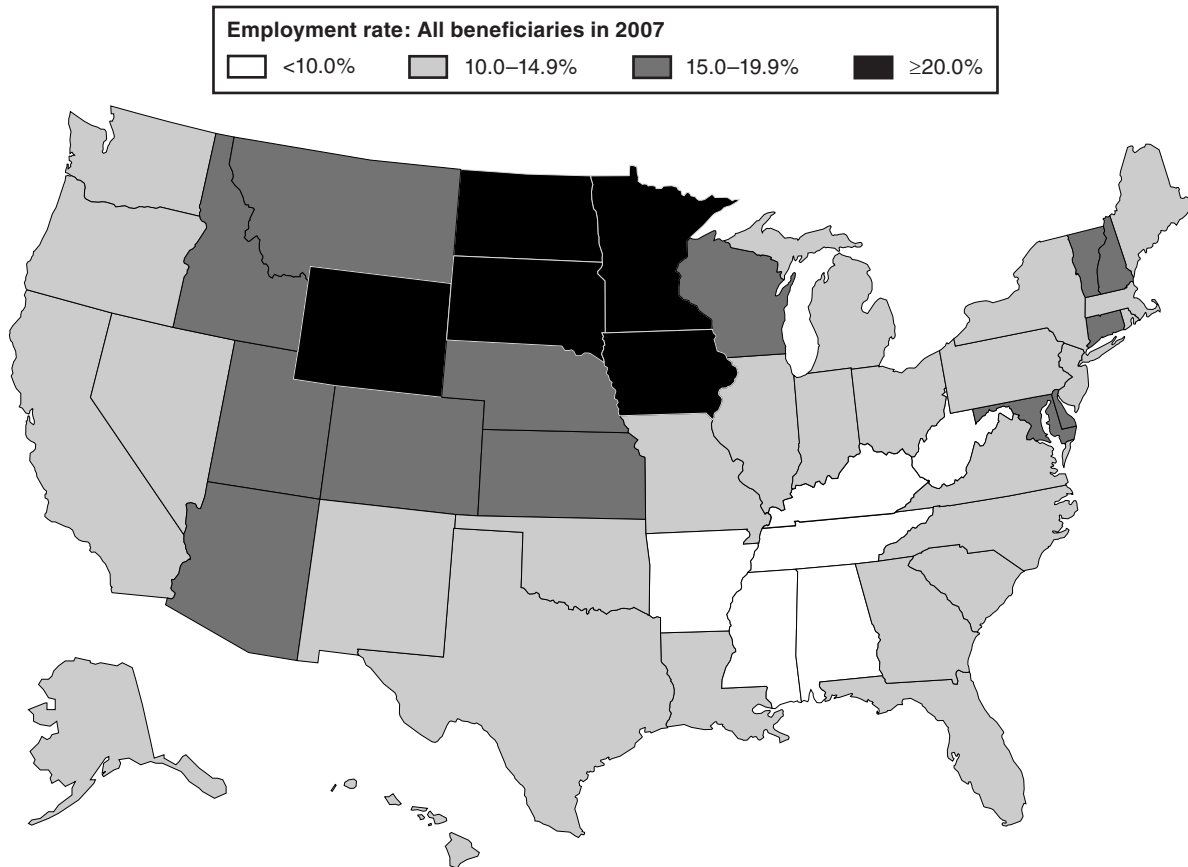 Employment rate: All beneficiaries in 2007
<10.0% 10.0–14.9% 15.0–19.9% ≥20.0%